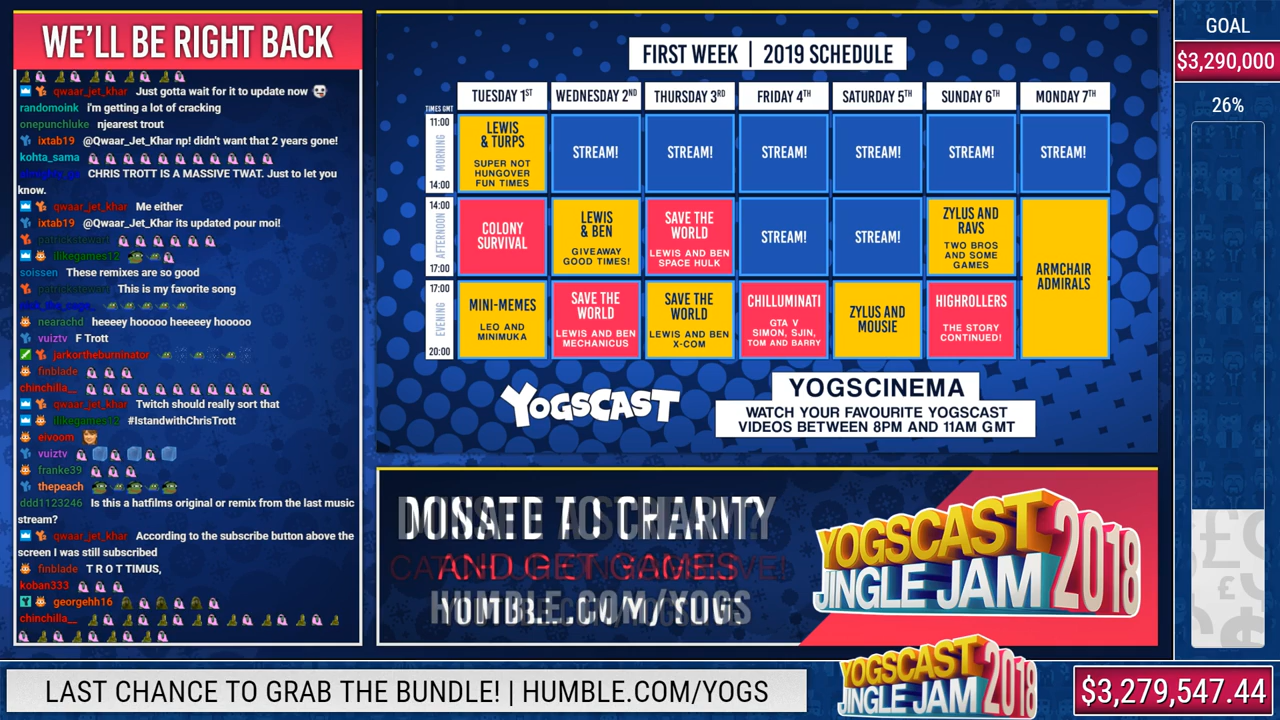 WE'LL BE RIGHT BACK
qwaar_jet_khar Just gotta wait for it to update now
randomoink i'm getting a lot of cracking
onepunchluke njearest trout
ixtab19 @Qwaar_Jet_Khar np! didn't want that 2 years gone!
kohta_sama
CHRIS TROTT IS A MASSIVE TWAT. Just to let you
know.
qwaar_jet_khar Me either
ixtab19 @Qwaar_Jet_Khar its updated pour moi!
patrickstewart
ilikegames12
soissen These remixes are so good
patrickstewart This is my favorite song
nearachd heeeey hooooo heeeeey hooooo
vuiztv F Trott
jarkortheburninator
finblade
chinchilla__
qwaar_jet_khar Twitch should really sort that
ilikegames12 #IstandwithChrisTrott
eivoom
vuiztv
franke39
thepeach
ddd1123246 Is this a hatfilms original or remix from the last music
stream?
qwaar_jet_khar According to the subscribe button above the
screen I was still subscribed
finblade T R O T TIMUS,
koban333
georgehh16
chinchilla__
FIRST WEEK | 2019 SCHEDULE
TIMES GMT
TUESDAY 1ST WEDNESDAY 2ND THURSDAY 3RD FRIDAY 4TH SATURDAY 5TH SUNDAY 6TH MONDAY 7TH
11:00
MORNING
14:00
LEWIS
& TURPS
SUPER NOT
HUNGOVER
FUN TIMES
STREAM! STREAM! STREAM! STREAM! STREAM! STREAM!
14:00
AFTERNOON
17:00
COLONY
SURVIVAL
LEWIS
& BEN
GIVEAWAY
GOOD TIMES!
SAVE THE
WORLD
LEWIS AND BEN
SPACE HULK
STREAM!
STREAM!
ZYLUS AND
RAVS
TWO BROS
AND SOME
GAMES
ARMCHAIR
ADMIRALS
17:00
EVENING
20:00
MINI-MEMES
LEO AND
MINIMUKA
SAVE THE
WORLD
LEWIS AND BEN
MECHANICUS
SAVE THE
WORLD
LEWIS AND BEN
X-COM
CHILLUMINATI
GTA V
SIMON, SJIN,
TOM AND BARRY
ZYLUS AND
MOUSIE
HIGHROLLERS
THE STORY
CONTINUED!
YOGSCAST
YOGSCINEMA
WATCH YOUR FAVOURITE YOGSCAST
VIDEOS BETWEEN 8PM AND 11AM GMT
DONATE TO CHARITY
AND GET GAMES
HUMBLE.COM/YOGS
YOGSCAST
JINGLE JAM 2018
GOAL
$3,290,000
26%
LAST CHANCE TO GRAB THE BUNDLE! | HUMBLE.COM/YOGS
YOGSCAST
JINGLE JAM 2018
$3,279,547.44